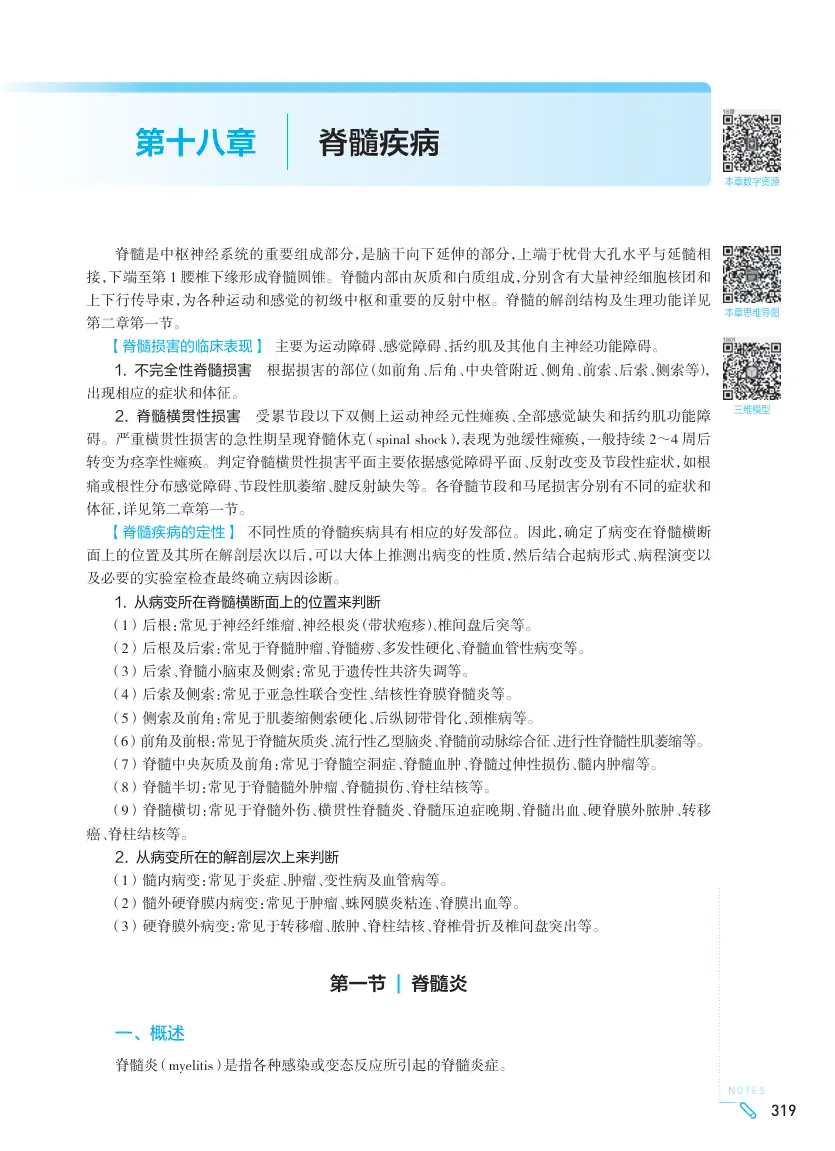 第十八章 脊髓疾病
18章
本章数字资源
脊髓是中枢神经系统的重要组成部分,是脑干向下延伸的部分,上端于枕骨大孔水平与延髓相
接,下端至第 1 腰椎下缘形成脊髓圆锥。脊髓内部由灰质和白质组成,分别含有大量神经细胞核团和
上下行传导束,为各种运动和感觉的初级中枢和重要的反射中枢。脊髓的解剖结构及生理功能详见
第二章第一节。
本章思维导图
【脊髓损害的临床表现】 主要为运动障碍、感觉障碍、括约肌及其他自主神经功能障碍。
1. 不完全性脊髓损害 根据损害的部位(如前角、后角、中央管附近、侧角、前索、后索、侧索等),
出现相应的症状和体征。
1801
三维模型
2. 脊髓横贯性损害 受累节段以下双侧上运动神经元性瘫痪、全部感觉缺失和括约肌功能障
碍。严重横贯性损害的急性期呈现脊髓休克(spinal shock),表现为弛缓性瘫痪,一般持续 2～4 周后
转变为痉挛性瘫痪。判定脊髓横贯性损害平面主要依据感觉障碍平面、反射改变及节段性症状,如根
痛或根性分布感觉障碍、节段性肌萎缩、腱反射缺失等。各脊髓节段和马尾损害分别有不同的症状和
体征,详见第二章第一节。
【脊髓疾病的定性】 不同性质的脊髓疾病具有相应的好发部位。因此,确定了病变在脊髓横断
面上的位置及其所在解剖层次以后,可以大体上推测出病变的性质,然后结合起病形式、病程演变以
及必要的实验室检查最终确立病因诊断。
1. 从病变所在脊髓横断面上的位置来判断
(1)后根:常见于神经纤维瘤、神经根炎(带状疱疹)、椎间盘后突等。
(2)后根及后索:常见于脊髓肿瘤、脊髓痨、多发性硬化、脊髓血管性病变等。
(3)后索、脊髓小脑束及侧索:常见于遗传性共济失调等。
(4)后索及侧索:常见于亚急性联合变性、结核性脊膜脊髓炎等。
(5)侧索及前角:常见于肌萎缩侧索硬化、后纵韧带骨化、颈椎病等。
(6)前角及前根:常见于脊髓灰质炎、流行性乙型脑炎、脊髓前动脉综合征、进行性脊髓性肌萎缩等。
(7)脊髓中央灰质及前角:常见于脊髓空洞症、脊髓血肿、脊髓过伸性损伤、髓内肿瘤等。
(8)脊髓半切:常见于脊髓髓外肿瘤、脊髓损伤、脊柱结核等。
(9)脊髓横切:常见于脊髓外伤、横贯性脊髓炎、脊髓压迫症晚期、脊髓出血、硬脊膜外脓肿、转移
癌、脊柱结核等。
2. 从病变所在的解剖层次上来判断
(1)髓内病变:常见于炎症、肿瘤、变性病及血管病等。
(2)髓外硬脊膜内病变:常见于肿瘤、蛛网膜炎粘连、脊膜出血等。
(3)硬脊膜外病变:常见于转移瘤、脓肿、脊柱结核、脊椎骨折及椎间盘突出等。
第一节 | 脊髓炎
一、概述
脊髓炎(myelitis)是指各种感染或变态反应所引起的脊髓炎症。
NOTES
319